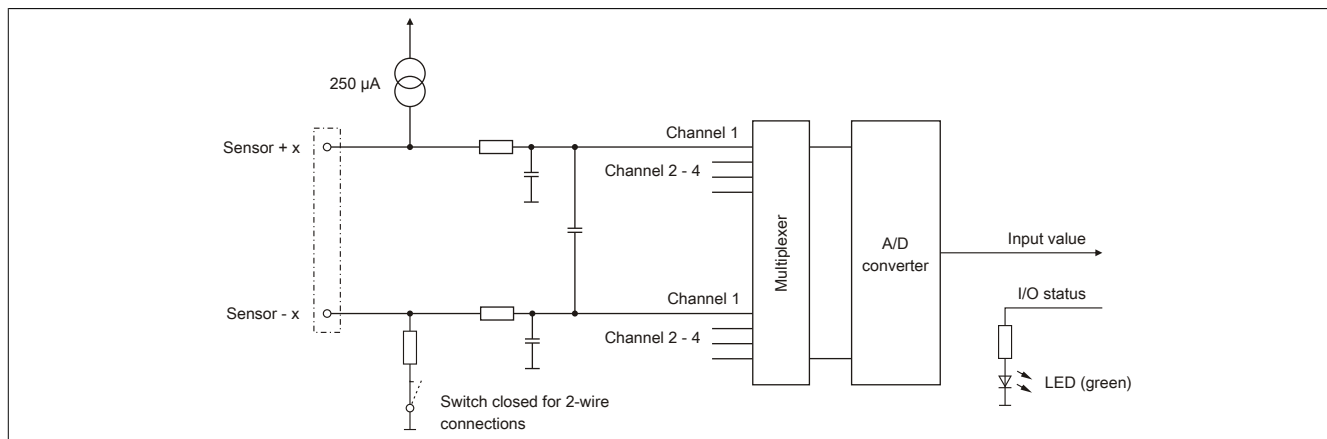 250 µA
Sensor + x
Channel 1
Channel 2 - 4
Multiplexer
A/D
converter
Input value
I/O status
Sensor - x
Channel 1
Channel 2 - 4
LED (green)
Switch closed for 2-wire
connections